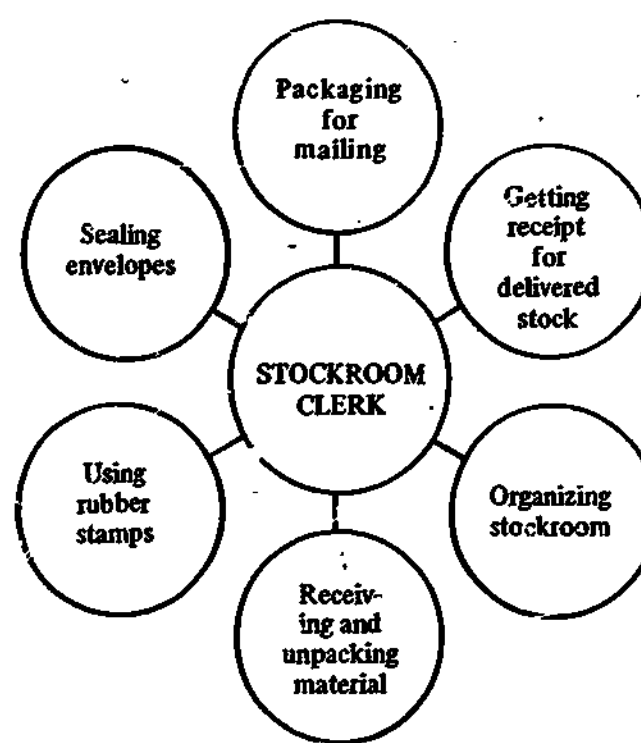 Packaging
for
mailing
Getting
receipt
for
delivered
stock
Sealing
envelopes
STOCKROOM
CLERK
Using
rubber
stamps
Organizing
stockroom
Receiv-
ing and
unpacking
material